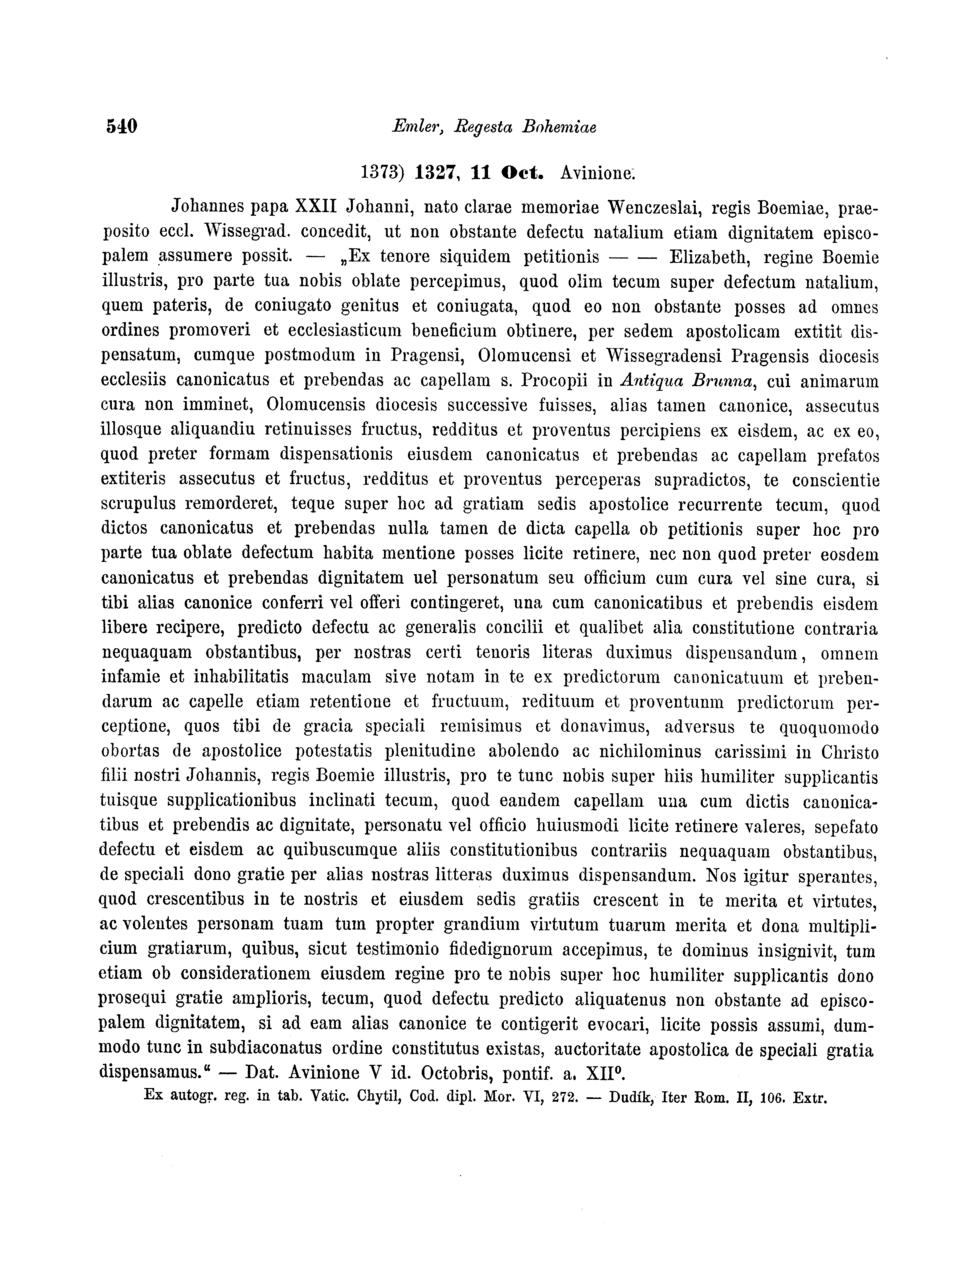 540 Emler, Regesta Bohemiae
1373) 1327, 11 Oct. Avinione.
Johannes papa XXII Johanni, nato clarae memoriae Wenczeslai, regis Boemiae, prae-
posito eccl. Wissegrad. concedit, ut non obstante defectu natalium etiam dignitatem episco-
palem assumere possit. — „Ex tenore siquidem petitionis — — Elizabeth, regine Boemie
illustris, pro parte tua nobis oblate percepimus, quod olim tecum super defectum natalium,
quem pateris, de coniugato genitus et coniugata, quod eo non obstante posses ad omnes
ordines promoveri et ecclesiasticum beneficium obtinere, per sedem apostolicam extitit dis-
pensatum, cumque postmodum in Pragensi, Olomucensi et Wissegradensi Pragensis diocesis
ecclesiis canonicatus et prebendas ac capellam s. Procopii in Antiqua Brunna, cui animarum
cura non imminet, Olomucensis diocesis successive fuisses, alias tamen canonice, assecutus
illosque aliquandiu retinuisses fructus, redditus et proventus percipiens ex eisdem, ac ex eo,
quod preter formam dispensationis eiusdem canonicatus et prebendas ac capellam prefatos
extiteris assecutus et fructus, redditus et proventus perceperas supradictos, te conscientie
scrupulus remorderet, teque super hoc ad gratiam sedis apostolice recurrente tecum, quod
dictos canonicatus et prebendas nulla tamen de dicta capella ob petitionis super hoc pro
parte tua oblate defectum habita mentione posses licite retinere, nec non quod preter eosdem
canonicatus et prebendas dignitatem uel personatum seu officium cum cura vel sine cura, si
tibi alias canonice conferri vel offeri contingeret, una cum canonicatibus et prebendis eisdem
libere recipere, predicto defectu ac generalis concilii et qualibet alia constitutione contraria
nequaquam obstantibus, per nostras certi tenoris literas duximus dispensandum, omnem
infamie et inhabilitatis maculam sive notam in te ex predictorum canonicatuum et preben-
darum ac capelle etiam retentione et fructuum, redituum et proventuum predictorum per-
ceptione, quos tibi de gracia speciali remisimus et donavimus, adversus te quoquomodo
obortas de apostolice potestatis plenitudine abolendo ac nichilominus carissimi in Christo
filii nostri Johannis, regis Boemie illustris, pro te tunc nobis super hiis humiliter supplicantis
tuisque supplicationibus inclinati tecum, quod eandem capellam una cum dictis canonica-
tibus et prebendis ac dignitate, personatu vel officio huiusmodi licite retinere valeres, sepefato
defectu et eisdem ac quibuscumque aliis constitutionibus contrariis nequaquam obstantibus,
de speciali dono gratie per alias nostras litteras duximus dispensandum. Nos igitur sperantes,
quod crescentibus in te nostris et eiusdem sedis gratiis crescent in te merita et virtutes,
ac volentes personam tuam tum propter grandium virtutum tuarum merita et dona multipli-
cium gratiarum, quibus, sicut testimonio fidedignorum accepimus, te dominus insignivit, tum
etiam ob considerationem eiusdem regine pro te nobis super hoc humiliter supplicantis dono
prosequi gratie amplioris, tecum, quod defectu predicto aliquatenus non obstante ad episco-
palem dignitatem, si ad eam alias canonice te contigerit evocari, licite possis assumi, dum-
modo tunc in subdiaconatus ordine constitutus existas, auctoritate apostolica de speciali gratia
dispensamus.“ — Dat. Avinione V id. Octobris, pontif. a. XII⁰.
Ex autogr. reg. in tab. Vatic. Chytil, Cod. dipl. Mor. VI, 272. — Dudík, Iter Rom. II, 106. Extr.